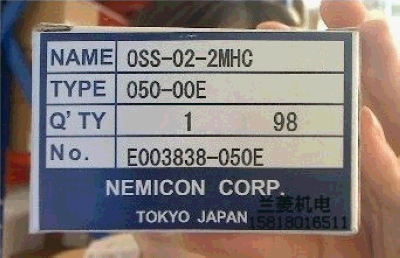 NAME OSS-02-2MHC
TYPE 050-00E
Q'TY 1 98
No. E003838-050E
NEMICON CORP.
TOKYO JAPAN
兰菱机电
15818016511